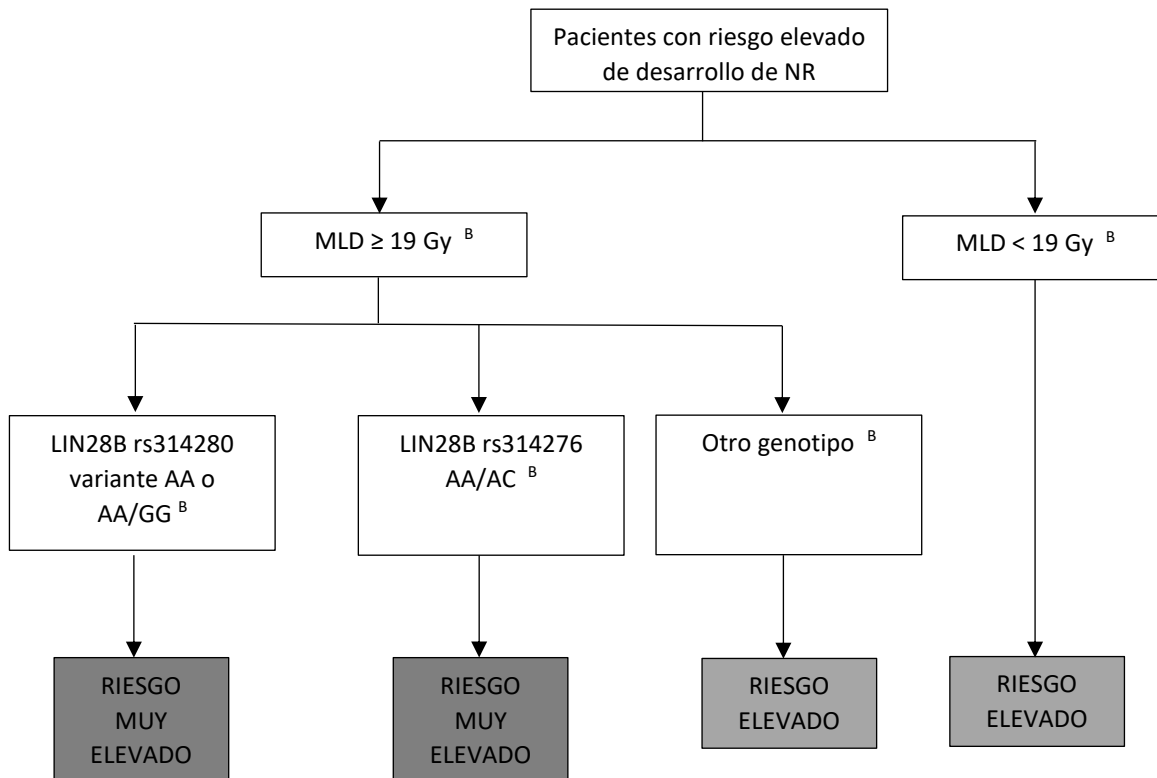 Pacientes con riesgo elevado
de desarrollo de NR
MLD ≥ 19 Gy B
MLD < 19 Gy B
LIN28B rs314280
variante AA o
AA/GG B
LIN28B rs314276
AA/AC B
Otro genotipo B
RIESGO
MUY
ELEVADO
RIESGO
MUY
ELEVADO
RIESGO
ELEVADO
RIESGO
ELEVADO